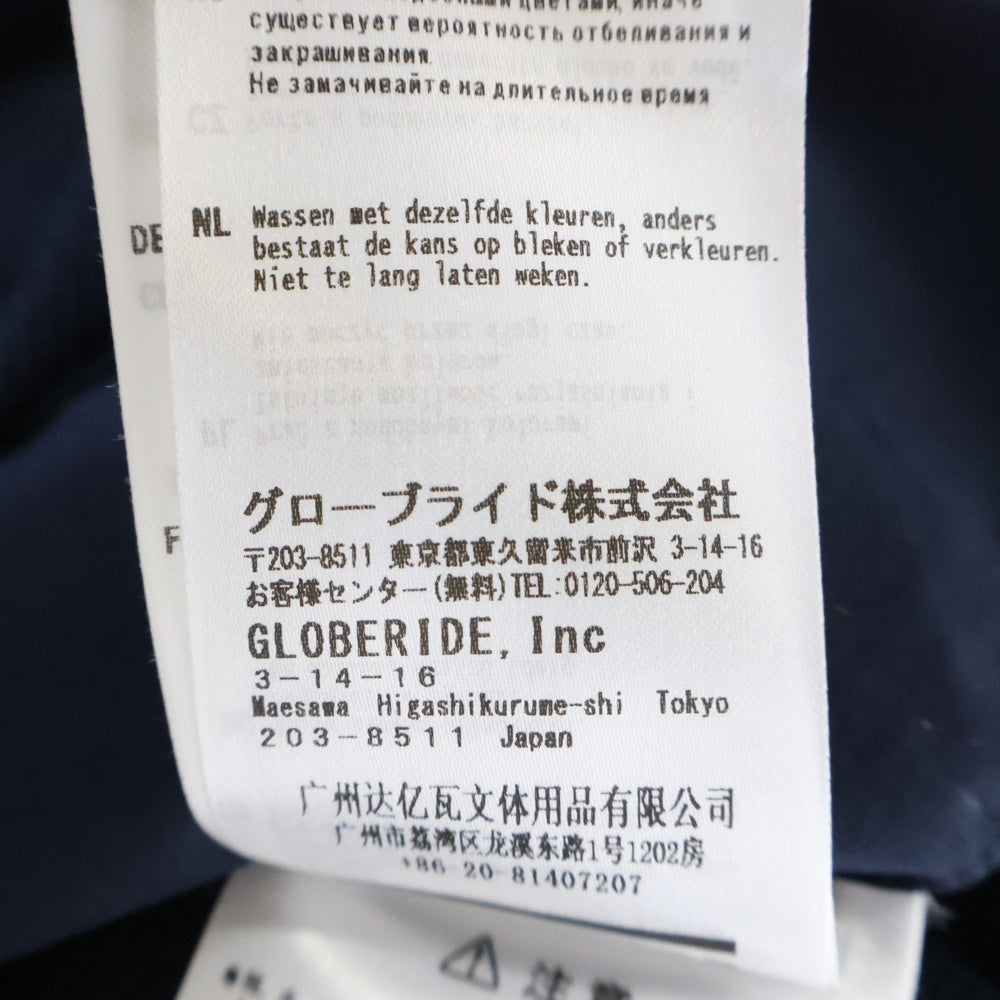 существует вероятность отбеливания и
закрашивания.
Не замачивайте на длительное время
NL Wassen met dezelfde kleuren, anders
bestaat de kans op bleken of verkleuren.
Niet te lang laten weken.
DE
F
グローブライド株式会社
〒203-8511 東京都東久留米市前沢 3-14-16
お客様センター(無料)TEL:0120-506-204
GLOBERIDE, Inc
3-14-16
Maesawa Higashikurume-shi Tokyo
203-8511 Japan
广州达亿瓦文体用品有限公司
广州市荔湾区龙溪东路1号1202房
+86-20-81407207
注意